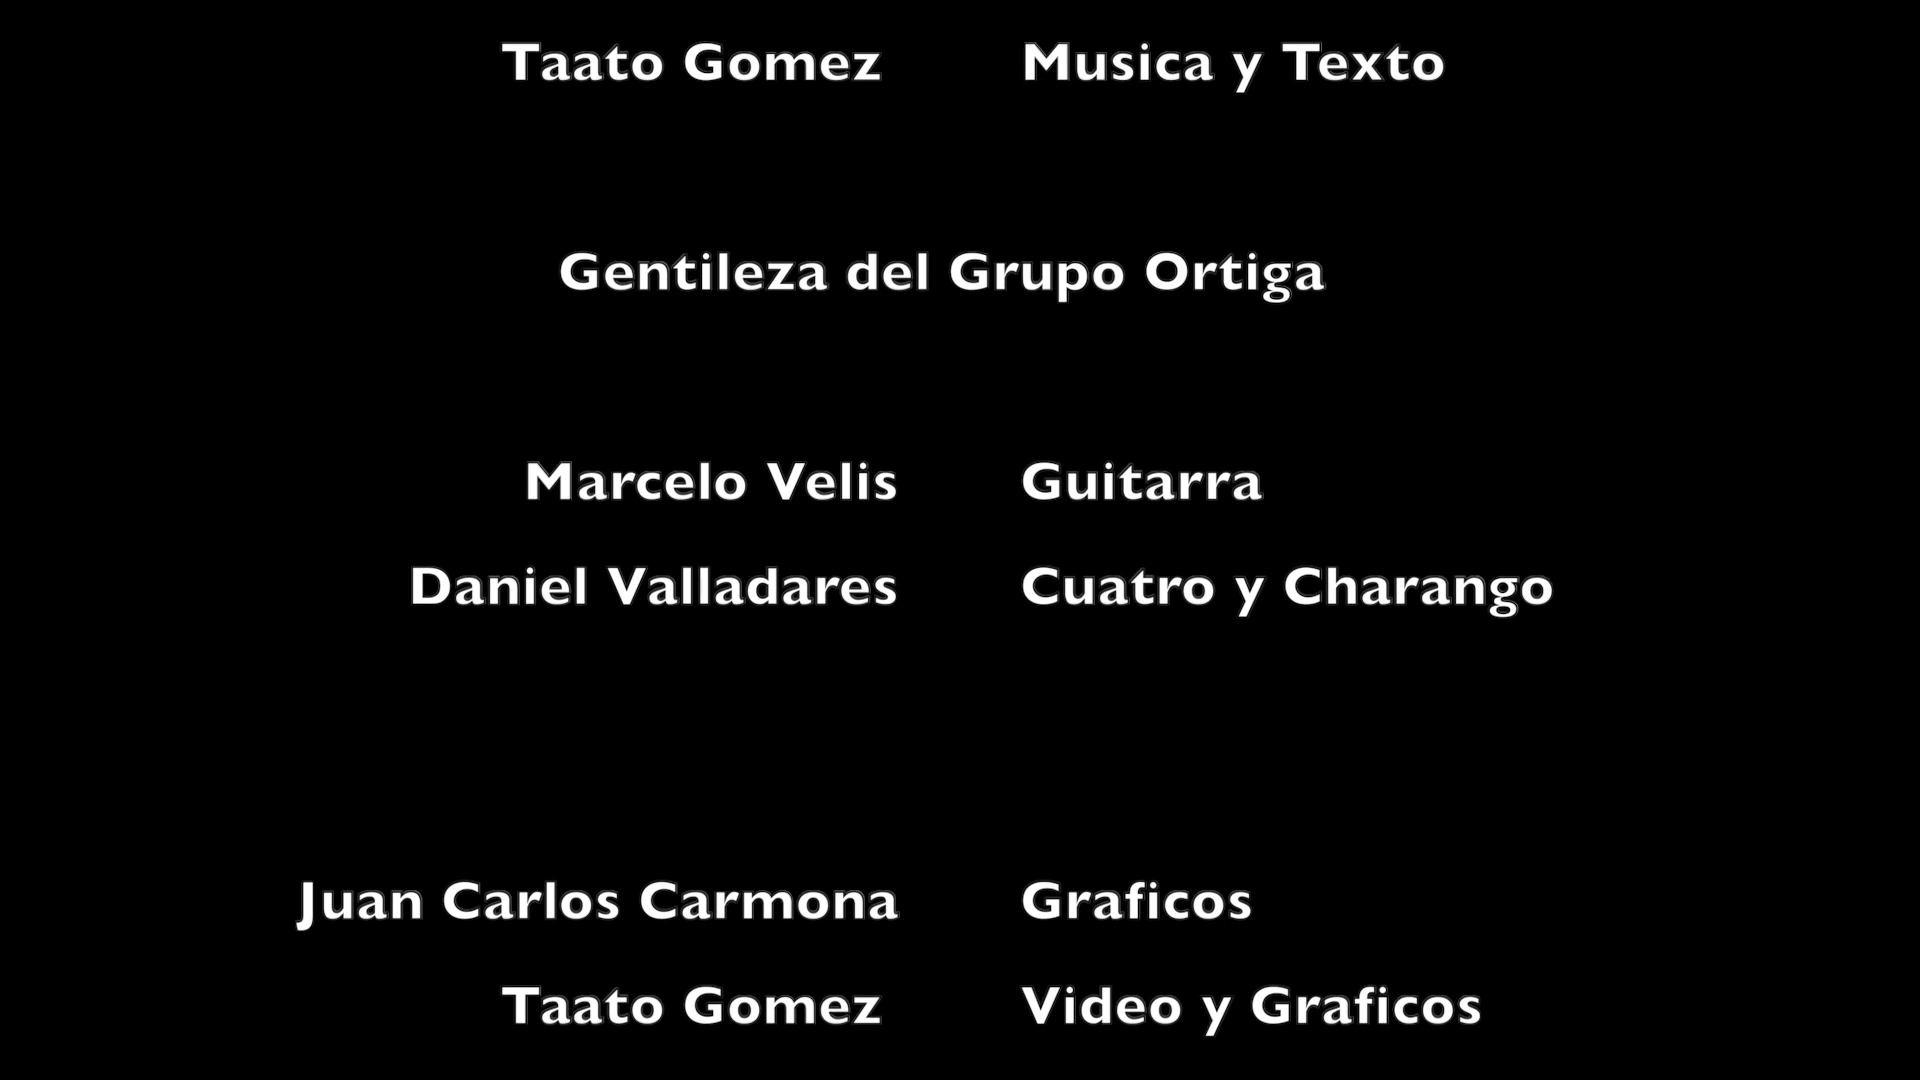 Taato Gomez Musica y Texto
Gentileza del Grupo Ortiga
Marcelo Velis Guitarra
Daniel Valladares Cuatro y Charango
Juan Carlos Carmona Graficos
Taato Gomez Video y Graficos